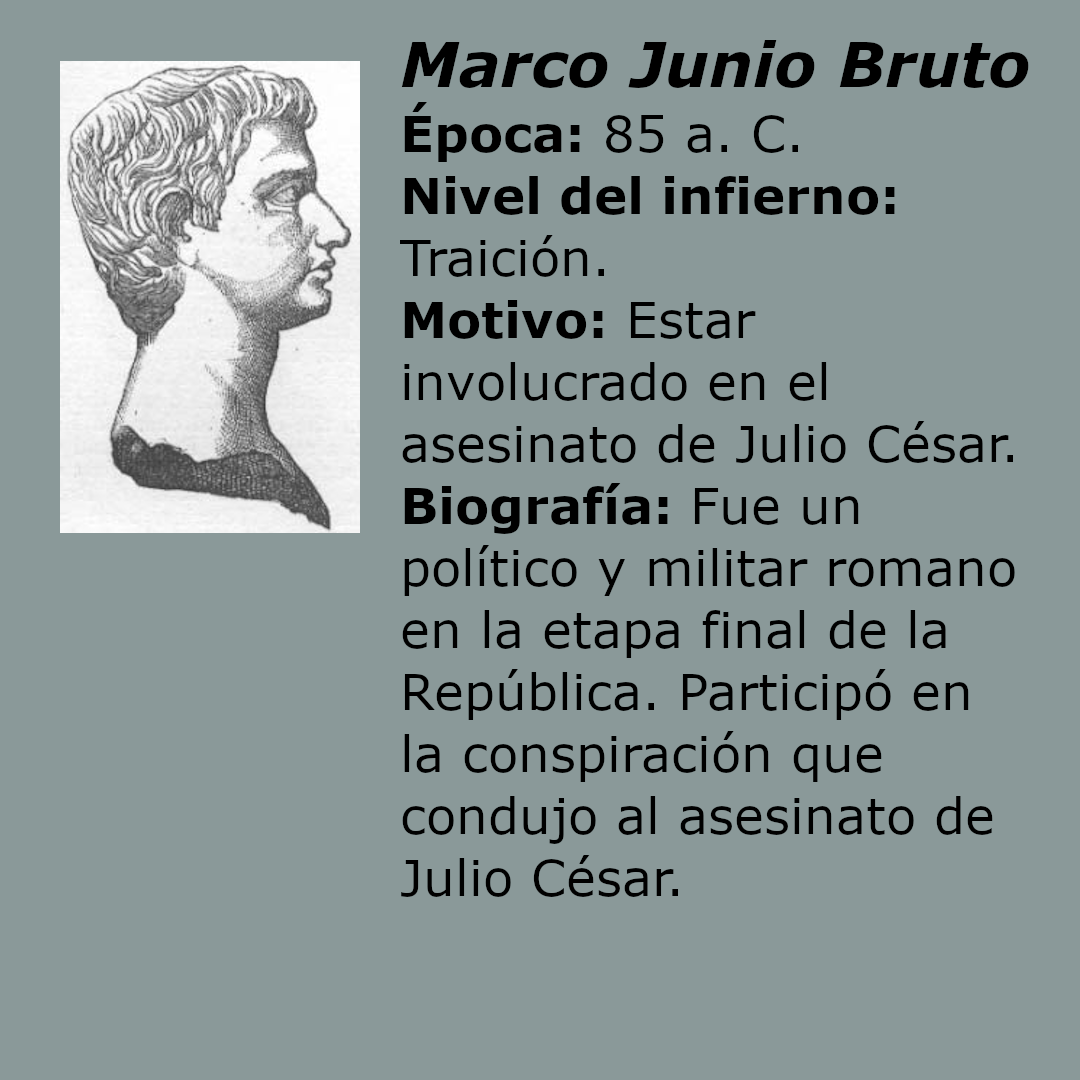 Marco Junio Bruto
Época: 85 a. C.
Nivel del infierno:
Traición.
Motivo: Estar
involucrado en el
asesinato de Julio César.
Biografía: Fue un
político y militar romano
en la etapa final de la
República. Participó en
la conspiración que
condujo al asesinato de
Julio César.